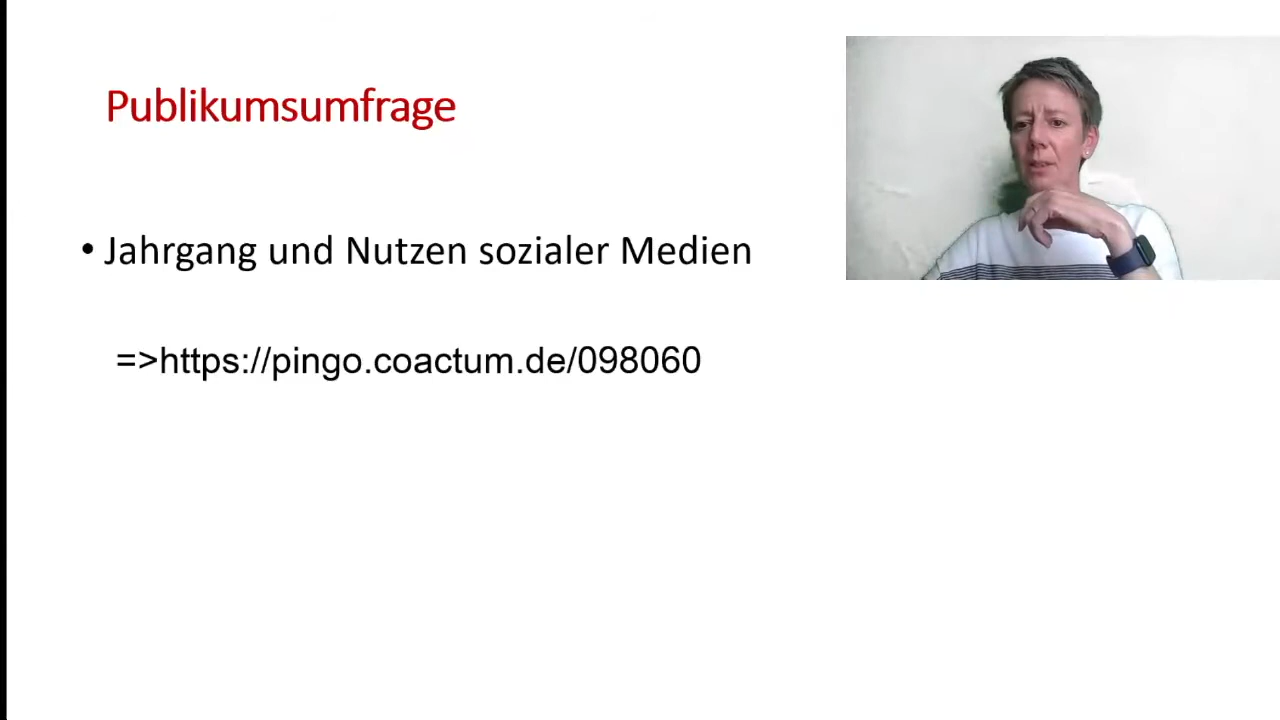 Publikumsumfrage
• Jahrgang und Nutzen sozialer Medien
=>https://pingo.coactum.de/098060